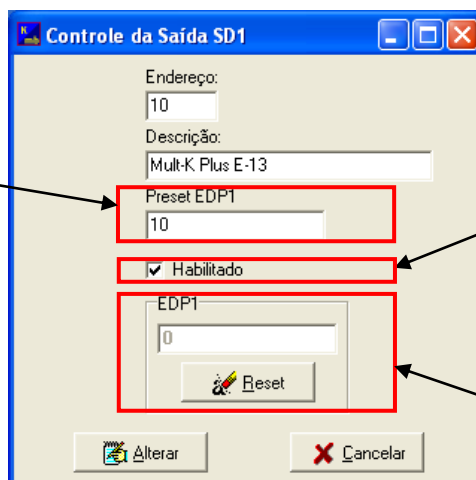 Controle da Saída SD1
Endereço:
10
Descrição:
Mult-K Plus E-13
Preset EDP1
10
Habilitado
EDP1
0
Reset
Alterar
Cancelar